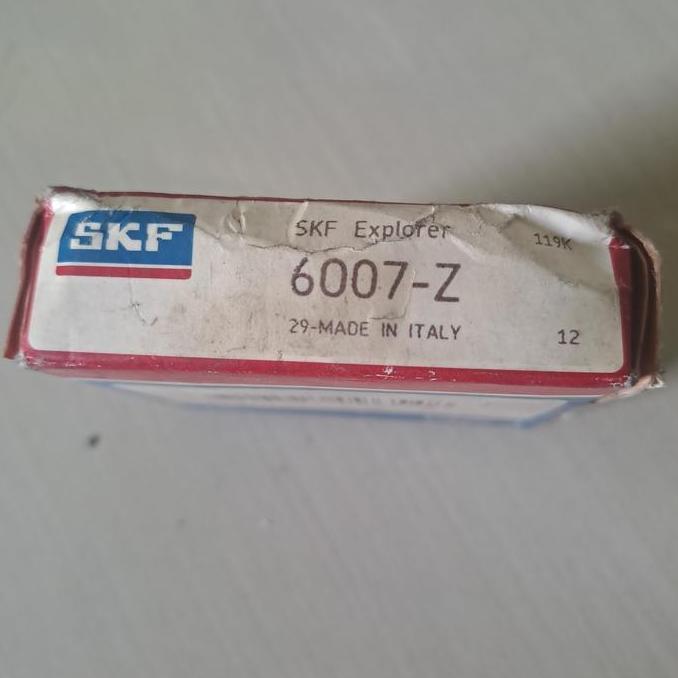 SKF
SKF Explorer
119K
6007-Z
29-MADE IN ITALY
12